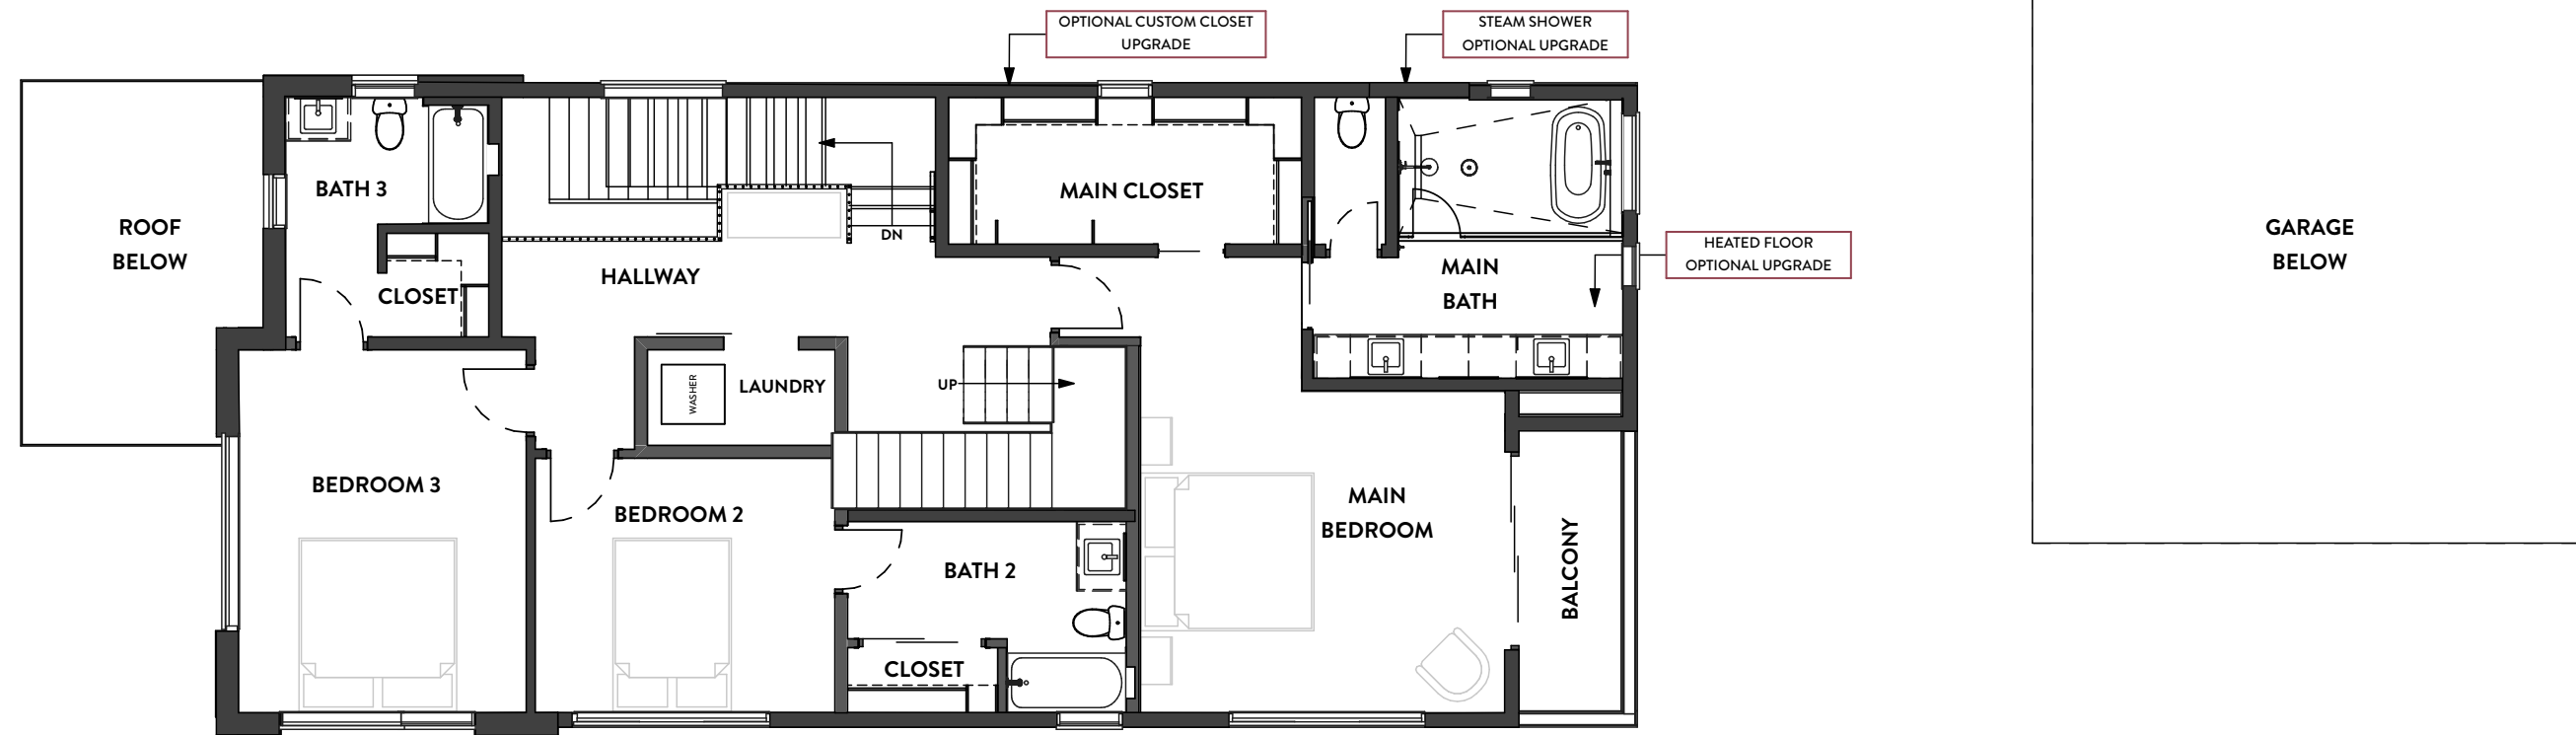 OPTIONAL CUSTOM CLOSET
UPGRADE
STEAM SHOWER
OPTIONAL UPGRADE
BATH 3
MAIN CLOSET
ROOF
BELOW
DN
GARAGE
BELOW
HEATED FLOOR
OPTIONAL UPGRADE
HALLWAY
CLOSET
MAIN
BATH
WASHER
LAUNDRY
UP
BEDROOM 3
BEDROOM 2
MAIN
BEDROOM
BALCONY
BATH 2
CLOSET